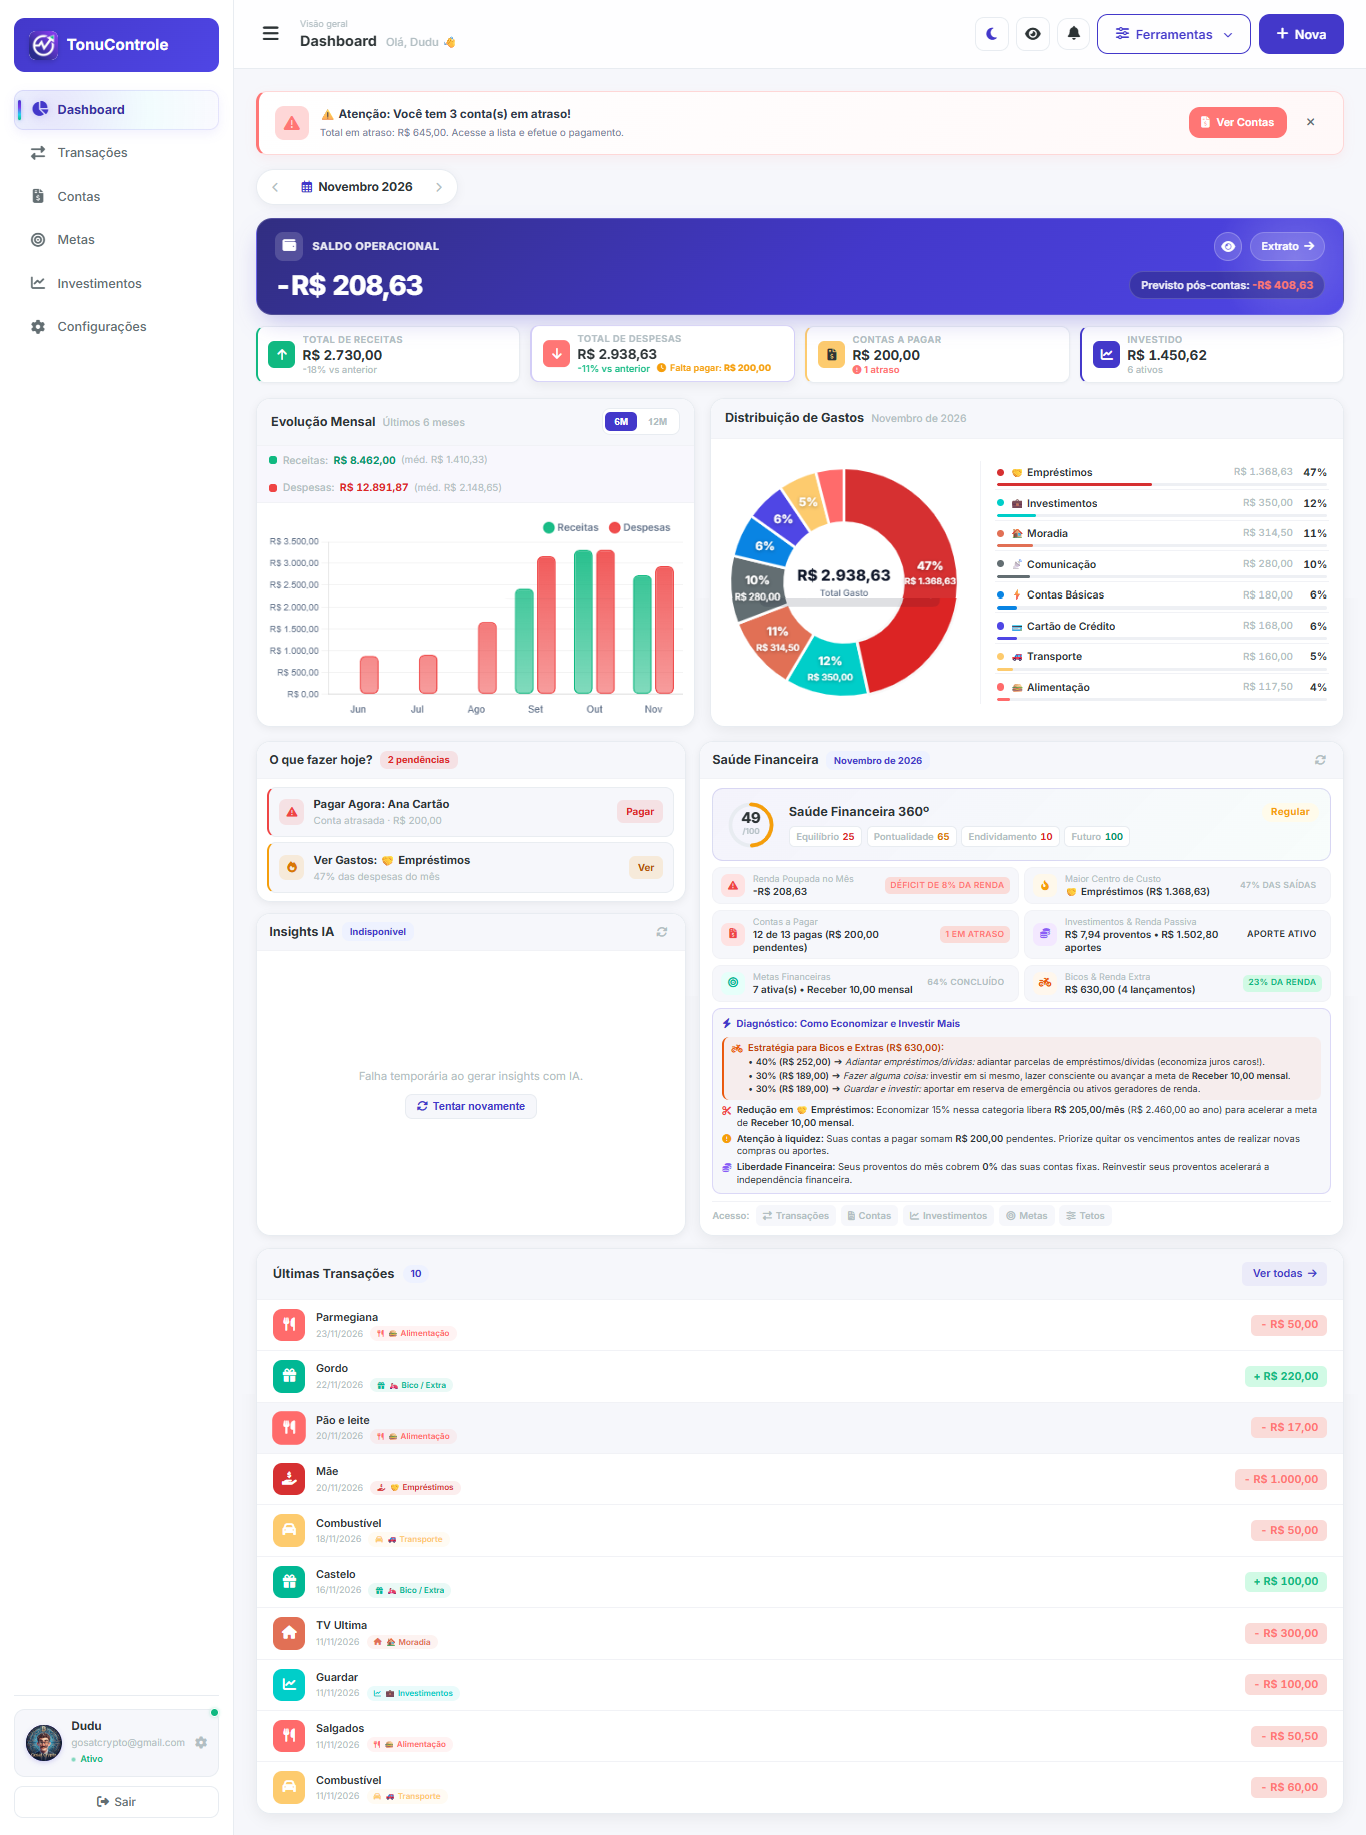 TonuControle
Dashboard
Transações
Contas
Metas
Investimentos
Configurações
Visão geral
Dashboard Olá, Dudu
Ferramentas
Nova
Atenção: Você tem 3 conta(s) em atraso!
Total em atraso: R$ 645,00. Acesse a lista e efetue o pagamento.
Ver Contas
Novembro 2026
SALDO OPERACIONAL
Extrato →
-R$ 208,63
Previsto pós-contas: -R$ 408,63
TOTAL DE RECEITAS
R$ 2.730,00
-18% vs anterior
TOTAL DE DESPESAS
R$ 2.938,63
-11% vs anterior Falta pagar: R$ 200,00
CONTAS A PAGAR
R$ 200,00
1 atraso
INVESTIDO
R$ 1.450,62
6 ativos
Evolução Mensal Últimos 6 meses
6M 12M
Receitas: R$ 8.462,00 (méd. R$ 1.410,33)
Despesas: R$ 12.891,87 (méd. R$ 2.148,65)
Receitas Despesas
R$ 3.500,00
R$ 3.000,00
R$ 2.500,00
R$ 2.000,00
R$ 1.500,00
R$ 1.000,00
R$ 500,00
R$ 0,00
Jun Jul Ago Set Out Nov
Distribuição de Gastos Novembro de 2026
5%
6%
6%
10%
R$ 280,00
11%
R$ 314,50
12%
R$ 350,00
47%
R$ 1.368,63
R$ 2.938,63
Total Gasto
Empréstimos R$ 1.368,63 47%
Investimentos R$ 350,00 12%
Moradia R$ 314,50 11%
Comunicação R$ 280,00 10%
Contas Básicas R$ 180,00 6%
Cartão de Crédito R$ 168,00 6%
Transporte R$ 160,00 5%
Alimentação R$ 117,50 4%
O que fazer hoje? 2 pendências
Pagar Agora: Ana Cartão
Conta atrasada · R$ 200,00
Pagar
Ver Gastos: Empréstimos
47% das despesas do mês
Ver
Insights IA Indisponível
Falha temporária ao gerar insights com IA.
Tentar novamente
Saúde Financeira Novembro de 2026
49
/100
Saúde Financeira 360º
Regular
Equilíbrio 25 Pontualidade 65 Endividamento 10 Futuro 100
Renda Poupada no Mês
-R$ 208,63
DÉFICIT DE 8% DA RENDA
Maior Centro de Custo
Empréstimos (R$ 1.368,63)
47% DAS SAÍDAS
Contas a Pagar
12 de 13 pagas (R$ 200,00
pendentes)
1 EM ATRASO
Investimentos & Renda Passiva
R$ 7,94 proventos • R$ 1.502,80
aportes
APORTE ATIVO
Metas Financeiras
7 ativa(s) • Receber 10,00 mensal
64% CONCLUÍDO
Bicos & Renda Extra
R$ 630,00 (4 lançamentos)
23% DA RENDA
Diagnóstico: Como Economizar e Investir Mais
Estratégia para Bicos e Extras (R$ 630,00):
• 40% (R$ 252,00) → Adiantar empréstimos/dívidas: adiantar parcelas de empréstimos/dívidas (economiza juros caros!).
• 30% (R$ 189,00) → Fazer alguma coisa: investir em si mesmo, lazer consciente ou avançar a meta de Receber 10,00 mensal.
• 30% (R$ 189,00) → Guardar e investir: aportar em reserva de emergência ou ativos geradores de renda.
Redução em Empréstimos: Economizar 15% nessa categoria libera R$ 205,00/mês (R$ 2.460,00 ao ano) para acelerar a meta
de Receber 10,00 mensal.
Atenção à liquidez: Suas contas a pagar somam R$ 200,00 pendentes. Priorize quitar os vencimentos antes de realizar novas
compras ou aportes.
Liberdade Financeira: Seus proventos do mês cobrem 0% das suas contas fixas. Reinvestir seus proventos acelerará a
independência financeira.
Acesso: Transações Contas Investimentos Metas Tetos
Últimas Transações 10
Ver todas →
Parmegiana
23/11/2026 Alimentação
- R$ 50,00
Gordo
22/11/2026 Bico / Extra
+ R$ 220,00
Pão e leite
20/11/2026 Alimentação
- R$ 17,00
Mãe
20/11/2026 Empréstimos
- R$ 1.000,00
Combustível
18/11/2026 Transporte
- R$ 50,00
Castelo
16/11/2026 Bico / Extra
+ R$ 100,00
TV Ultima
11/11/2026 Moradia
- R$ 300,00
Guardar
11/11/2026 Investimentos
- R$ 100,00
Salgados
11/11/2026 Alimentação
- R$ 50,50
Combustível
11/11/2026 Transporte
- R$ 60,00
Dudu
gosatcrypto@gmail.com
Ativo
Sair